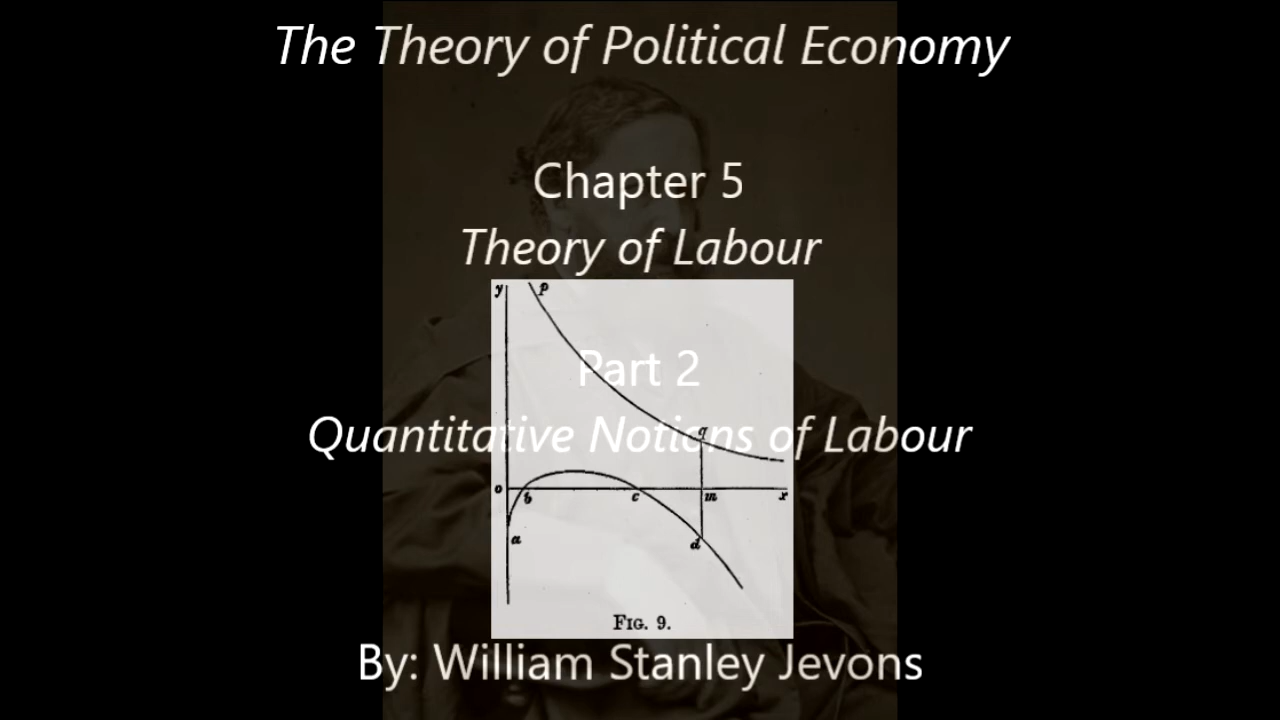 The Theory of Political Economy
Chapter 5
Theory of Labour
y p
Part 2
Quantitative Notions of Labour
q
o b c m x
a d
FIG. 9.
By: William Stanley Jevons